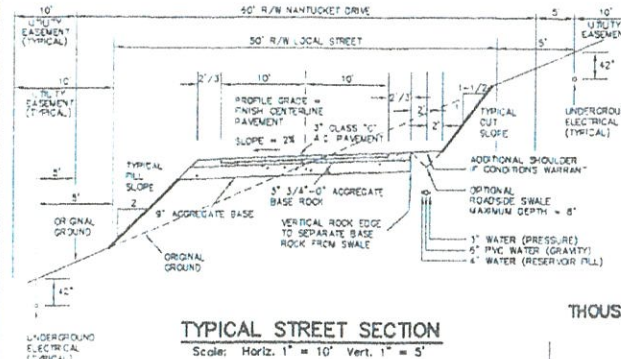 60' R/W NANTUCKET DRIVE
10'
5'
10'
UTILITY
EASEMENT
(TYPICAL)
UTILITY
EASEMENT
50' R/W LOCAL STREET
5'
42"
10'
UTILITY
EASEMENT
(TYPICAL)
2'/3'
10'
10'
2'/3'
2'
2'
1-1/2
TYPICAL
CUT
SLOPE
UNDERGROUND
ELECTRICAL
(TYPICAL)
PROFILE GRADE =
FINISH CENTERLINE
PAVEMENT
SLOPE = 2%
3" CLASS "C"
A.C. PAVEMENT
TYPICAL
FILL
SLOPE
2
5'
5'
ORIGINAL
GROUND
9" AGGREGATE BASE
3" 3/4"-0" AGGREGATE
BASE ROCK
VERTICAL ROCK EDGE
TO SEPARATE BASE
ROCK FROM SWALE
ORIGINAL
GROUND
ADDITIONAL SHOULDER
IF CONDITIONS WARRANT
OPTIONAL
ROADSIDE SWALE
MAXIMUM DEPTH = 6"
3" WATER (PRESSURE)
6" PVC WATER (GRAVITY)
4" WATER (RESERVOIR FILL)
42"
UNDERGROUND
ELECTRICAL
(TYPICAL)
THOUS
TYPICAL STREET SECTION
Scale: Horiz. 1" = 10' Vert. 1" = 5'